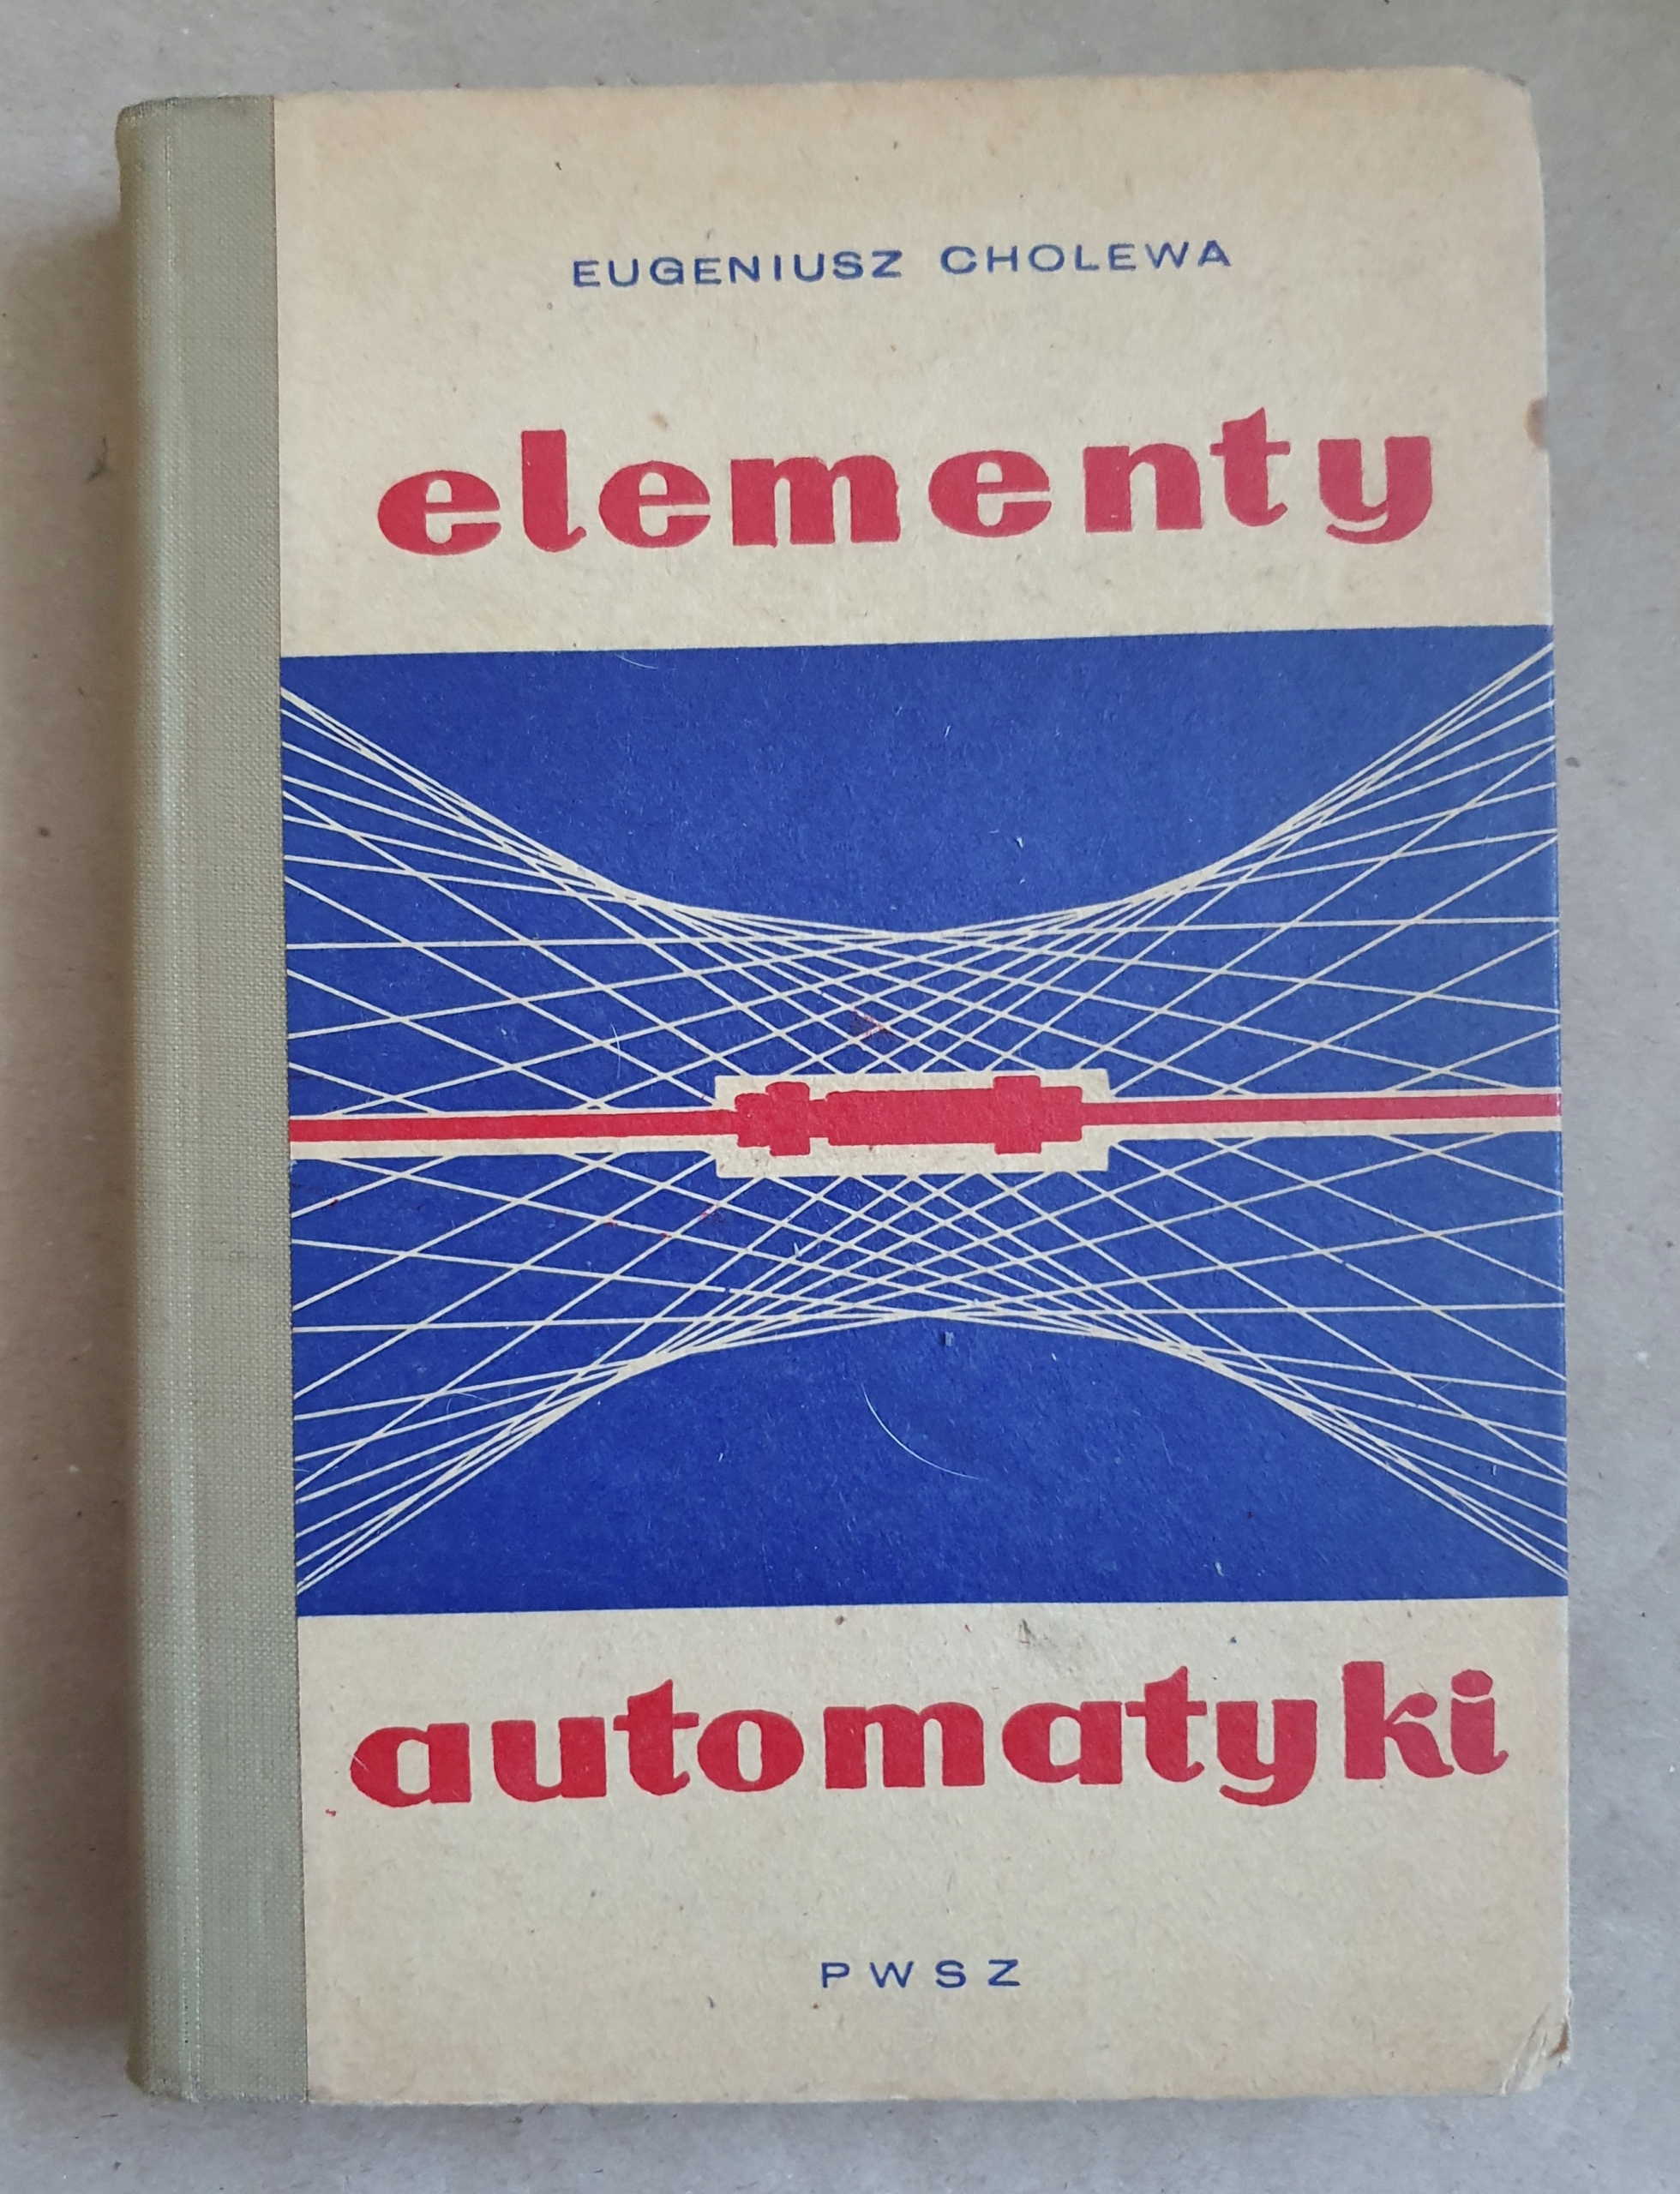 EUGENIUSZ CHOLEWA
elementy
automatyki
PWSZ